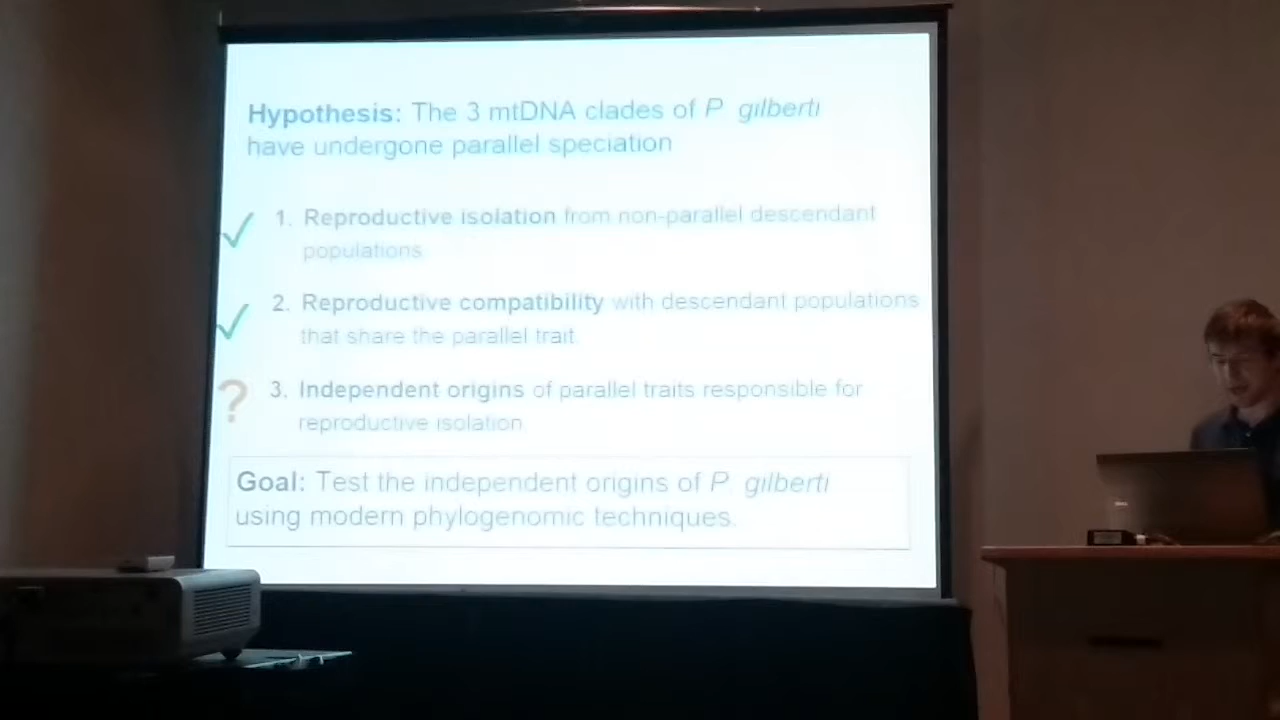 Hypothesis: The 3 mtDNA clades of P. gilberti
have undergone parallel speciation
✓ 1. Reproductive isolation from non-parallel descendant
populations.
✓ 2. Reproductive compatibility with descendant populations
that share the parallel trait.
? 3. Independent origins of parallel traits responsible for
reproductive isolation.
Goal: Test the independent origins of P. gilberti
using modern phylogenomic techniques.